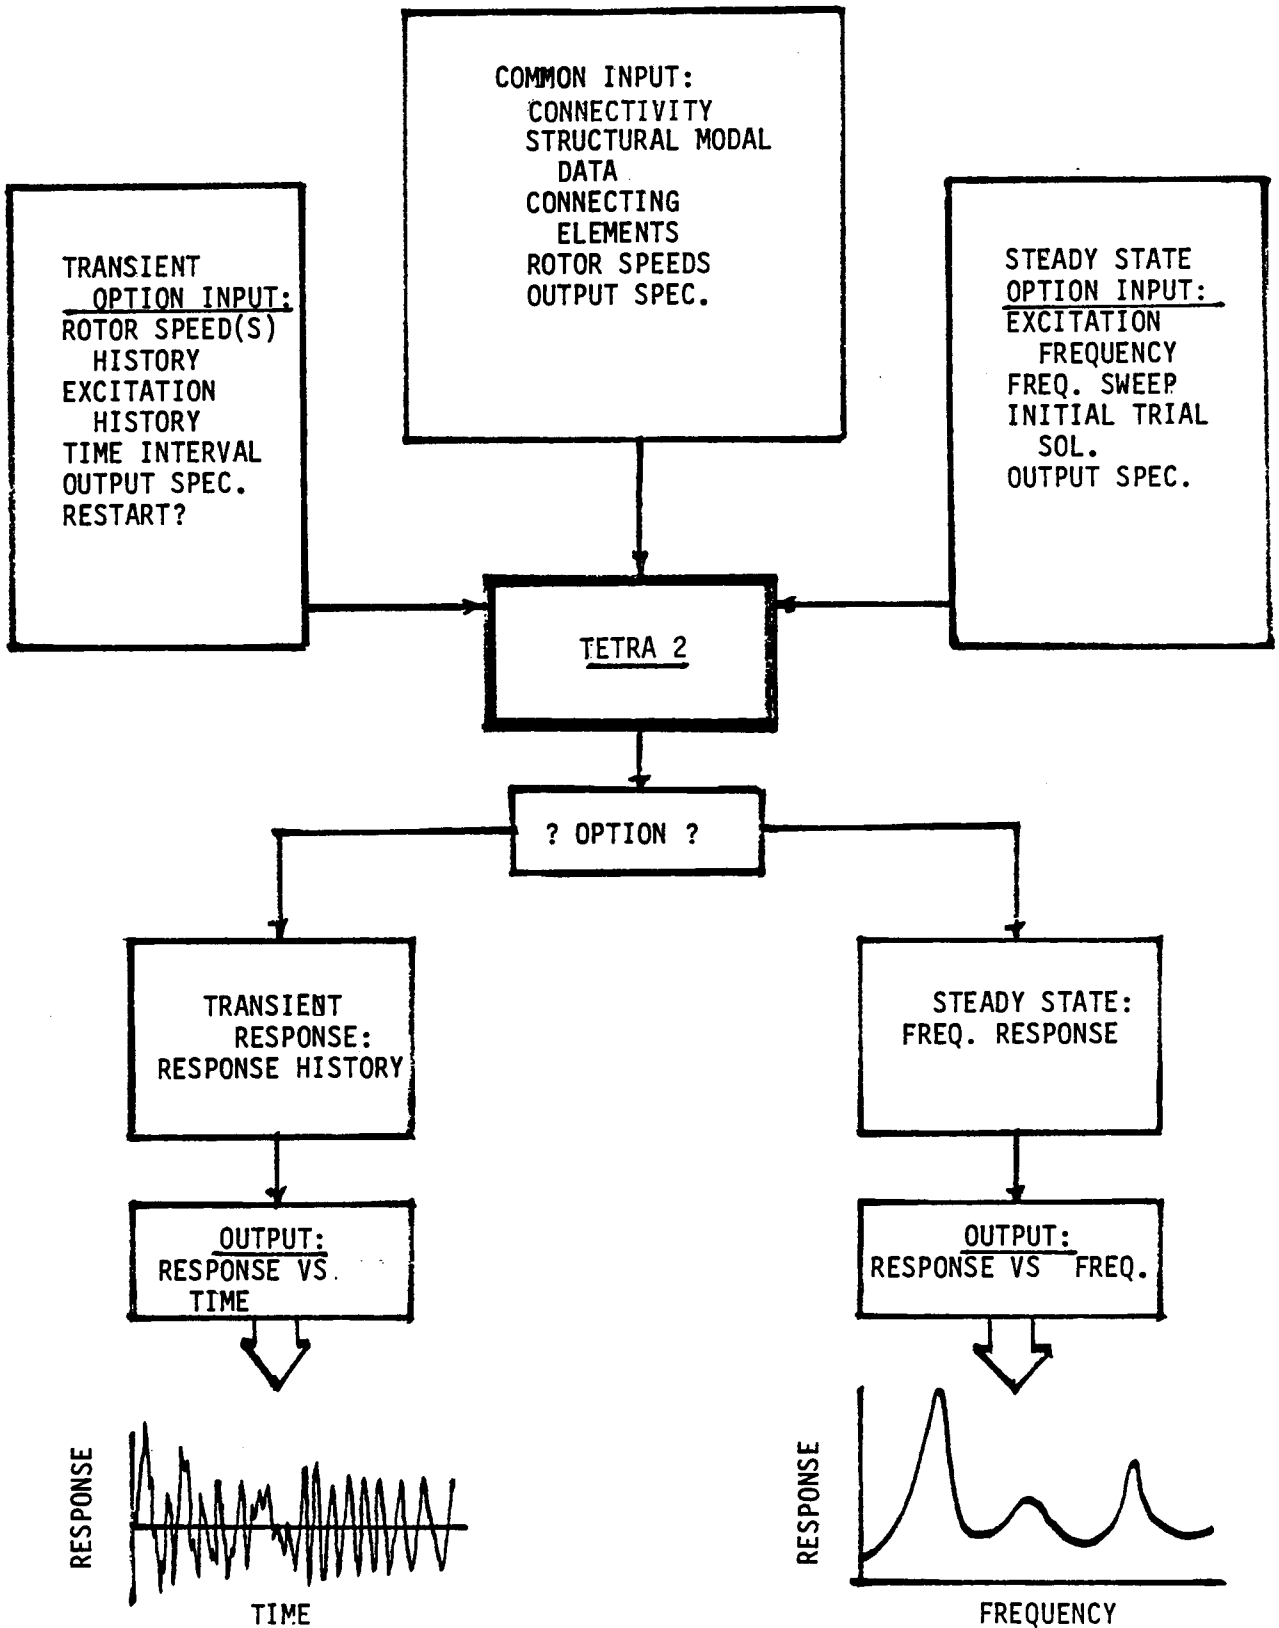 COMMON INPUT:
CONNECTIVITY
STRUCTURAL MODAL
DATA
CONNECTING
ELEMENTS
ROTOR SPEEDS
OUTPUT SPEC.
TRANSIENT
OPTION INPUT:
ROTOR SPEED(S)
HISTORY
EXCITATION
HISTORY
TIME INTERVAL
OUTPUT SPEC.
RESTART?
STEADY STATE
OPTION INPUT:
EXCITATION
FREQUENCY
FREQ. SWEEP
INITIAL TRIAL
SOL.
OUTPUT SPEC.
TETRA 2
? OPTION ?
TRANSIENT
RESPONSE:
RESPONSE HISTORY
STEADY STATE:
FREQ. RESPONSE
OUTPUT:
RESPONSE VS.
TIME
OUTPUT:
RESPONSE VS FREQ.
RESPONSE
TIME
RESPONSE
FREQUENCY